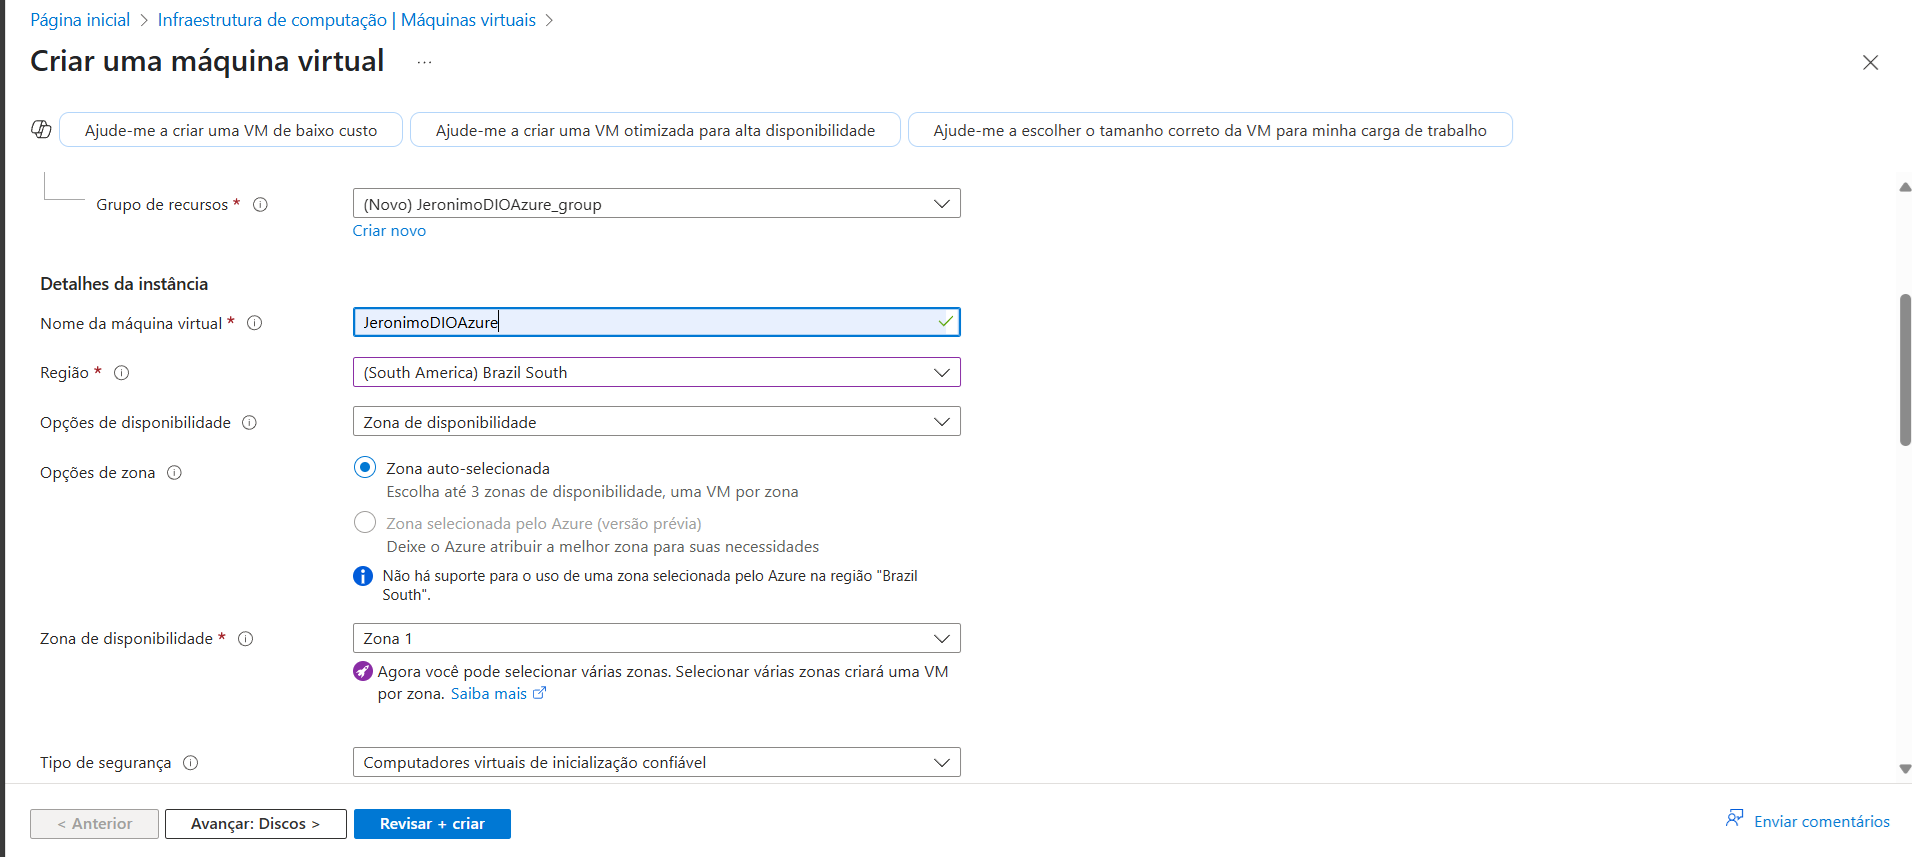 Página inicial > Infraestrutura de computação | Máquinas virtuais >
Criar uma máquina virtual ...
Ajude-me a criar uma VM de baixo custo
Ajude-me a criar uma VM otimizada para alta disponibilidade
Ajude-me a escolher o tamanho correto da VM para minha carga de trabalho
Grupo de recursos *
(Novo) JeronimoDIOAzure_group
Criar novo
Detalhes da instância
Nome da máquina virtual *
JeronimoDIOAzure
Região *
(South America) Brazil South
Opções de disponibilidade
Zona de disponibilidade
Opções de zona
Zona auto-selecionada
Escolha até 3 zonas de disponibilidade, uma VM por zona
Zona selecionada pelo Azure (versão prévia)
Deixe o Azure atribuir a melhor zona para suas necessidades
Não há suporte para o uso de uma zona selecionada pelo Azure na região "Brazil
South".
Zona de disponibilidade *
Zona 1
Agora você pode selecionar várias zonas. Selecionar várias zonas criará uma VM
por zona. Saiba mais
Tipo de segurança
Computadores virtuais de inicialização confiável
< Anterior
Avançar: Discos >
Revisar + criar
Enviar comentários